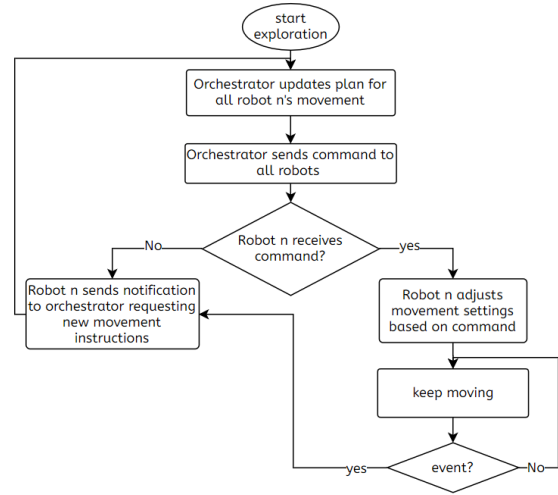 start
exploration
Orchestrator updates plan for
all robot n's movement
Orchestrator sends command to
all robots
Robot n receives
command?
No
yes
Robot n sends notification
to orchestrator requesting
new movement
instructions
Robot n adjusts
movement settings
based on command
keep moving
event?
yes
No